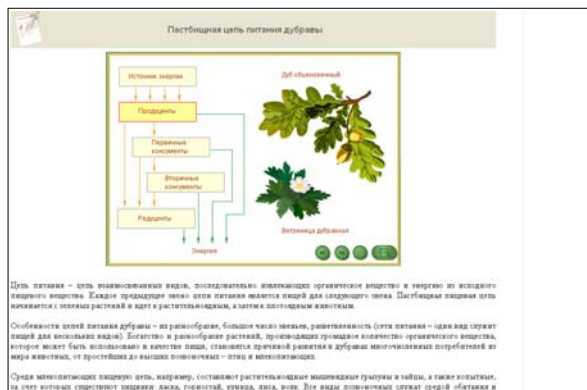 Пастбищная цепь питания дубравы
Источник энергии
Продуценты
Первичные
консументы
Вторичные
консументы
Редуценты
Энергия
Дуб обыкновенный
Ветреница дубравная
Цепь питания – цепь взаимосвязанных видов, последовательно извлекающих органическое вещество и энергию из исходного
пищевого вещества. Каждое предыдущее звено цепи питания является пищей для следующего звена. Пастбищная пищевая цепь
начинается с зеленых растений и идет к растительноядным, а затем к плотоядным животным.
Особенности цепей питания дубравы – их разнообразие, большое число звеньев, разветвленность (сети питания – один вид служит
пищей для нескольких видов). Богатство и разнообразие растений, производящих громадное количество органического вещества,
которое может быть использовано в качестве пищи, становятся причиной развития в дубравах многочисленных потребителей из
мира животных, от простейших до высших позвоночных – птиц и млекопитающих.
Среди млекопитающих пищевую цепь, например, составляют растительноядные мышевидные грызуны и зайцы, а также копытные,
за счет которых существуют хищники: ласка, горностай, куница, лиса, волк. Все виды позвоночных служат средой обитания и